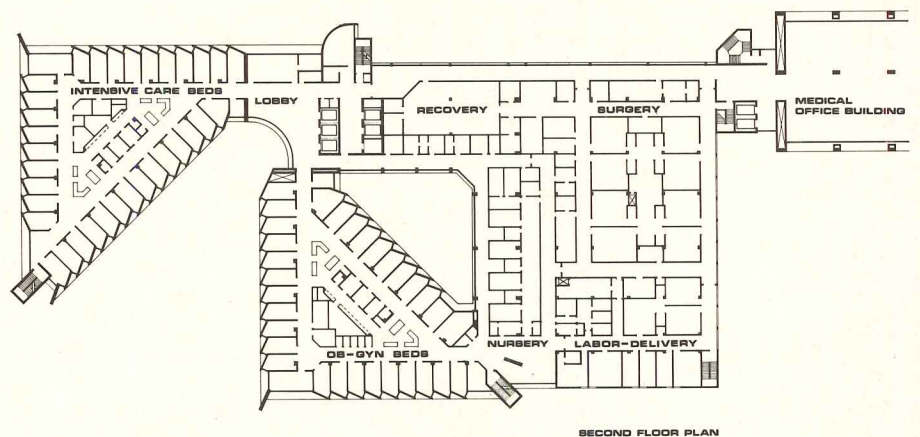 INTENSIVE CARE BEDS
LOBBY
RECOVERY
SURGERY
MEDICAL
OFFICE BUILDING
OB-GYN BEDS
NURSERY
LABOR-DELIVERY
SECOND FLOOR PLAN